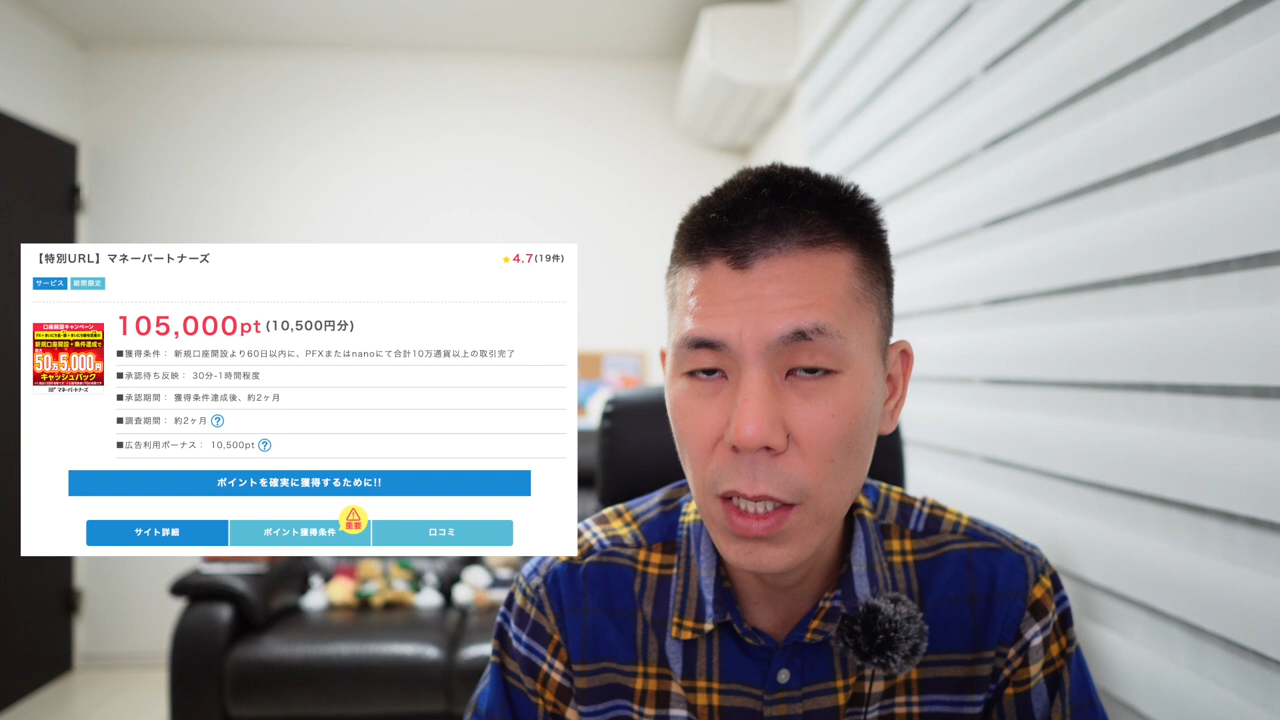 【特別URL】マネーパートナーズ
★4.7(19件)
サービス
期間限定
口座開設キャンペーン
新規口座開設・条件達成で
最大
50万5,000円
キャッシュバック
マネーパートナーズ
105,000pt (10,500円分)
■獲得条件： 新規口座開設より60日以内に、PFXまたはnanoにて合計10万通貨以上の取引完了
■承認待ち反映： 30分-1時間程度
■承認期間： 獲得条件達成後、約2ヶ月
■調査期間： 約2ヶ月 ?
■広告利用ボーナス： 10,500pt ?
ポイントを確実に獲得するために!!
サイト詳細
ポイント獲得条件
重要
口コミ